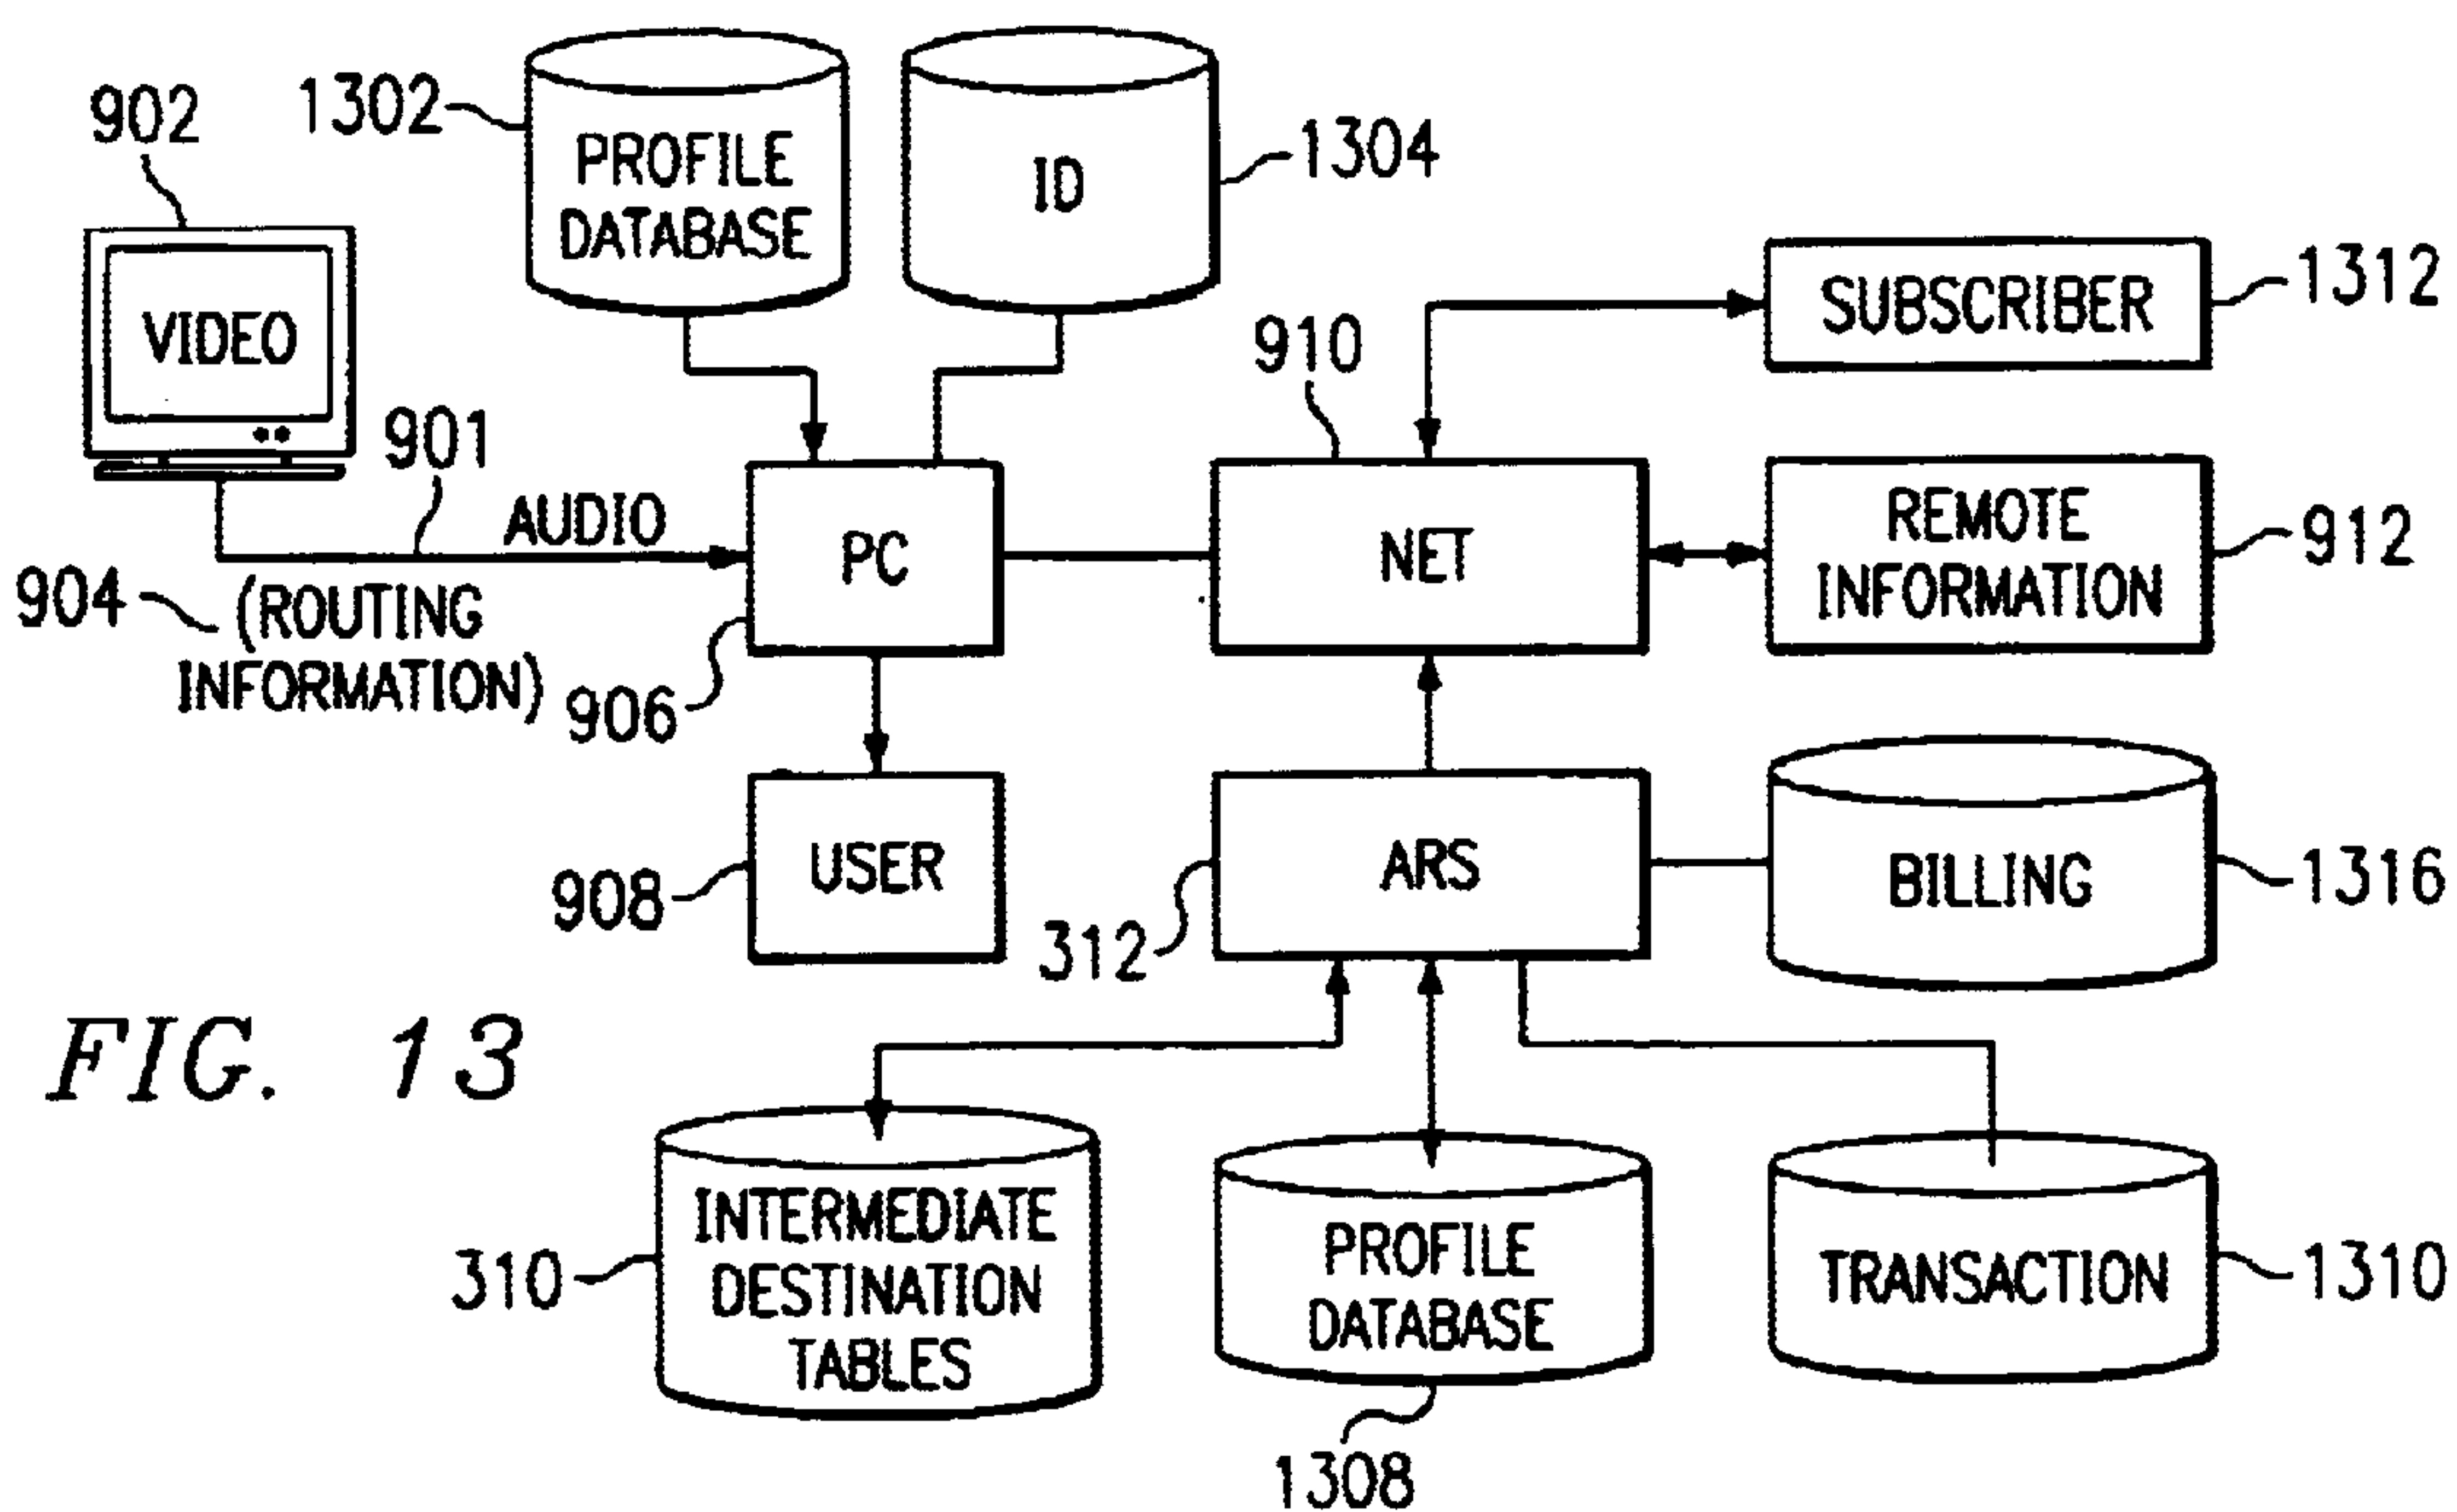 902
1302
PROFILE
DATABASE
ID
1304
VIDEO
901
AUDIO
904
(ROUTING
INFORMATION)
906
PC
910
NET
SUBSCRIBER
1312
REMOTE
INFORMATION
912
USER
908
ARS
312
BILLING
1316
FIG. 13
310
INTERMEDIATE
DESTINATION
TABLES
PROFILE
DATABASE
1308
TRANSACTION
1310